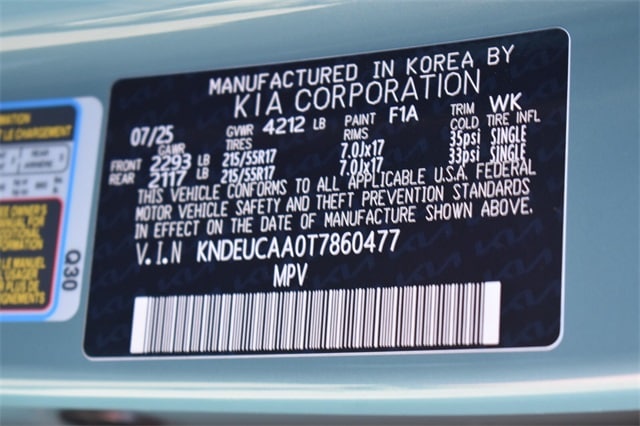 MANUFACTURED IN KOREA BY
KIA CORPORATION
07/25 GVWR 4212 LB PAINT F1A TRIM WK
GAWR TIRES RIMS COLD TIRE INFL
FRONT 2293 LB 215/55R17 7.0Jx17 35psi SINGLE
REAR 2117 LB 215/55R17 7.0Jx17 33psi SINGLE
THIS VEHICLE CONFORMS TO ALL APPLICABLE U.S.A. FEDERAL
MOTOR VEHICLE SAFETY AND THEFT PREVENTION STANDARDS
IN EFFECT ON THE DATE OF MANUFACTURE SHOWN ABOVE.
V.I.N KNDEUCAA0T7860477
MPV
Q30